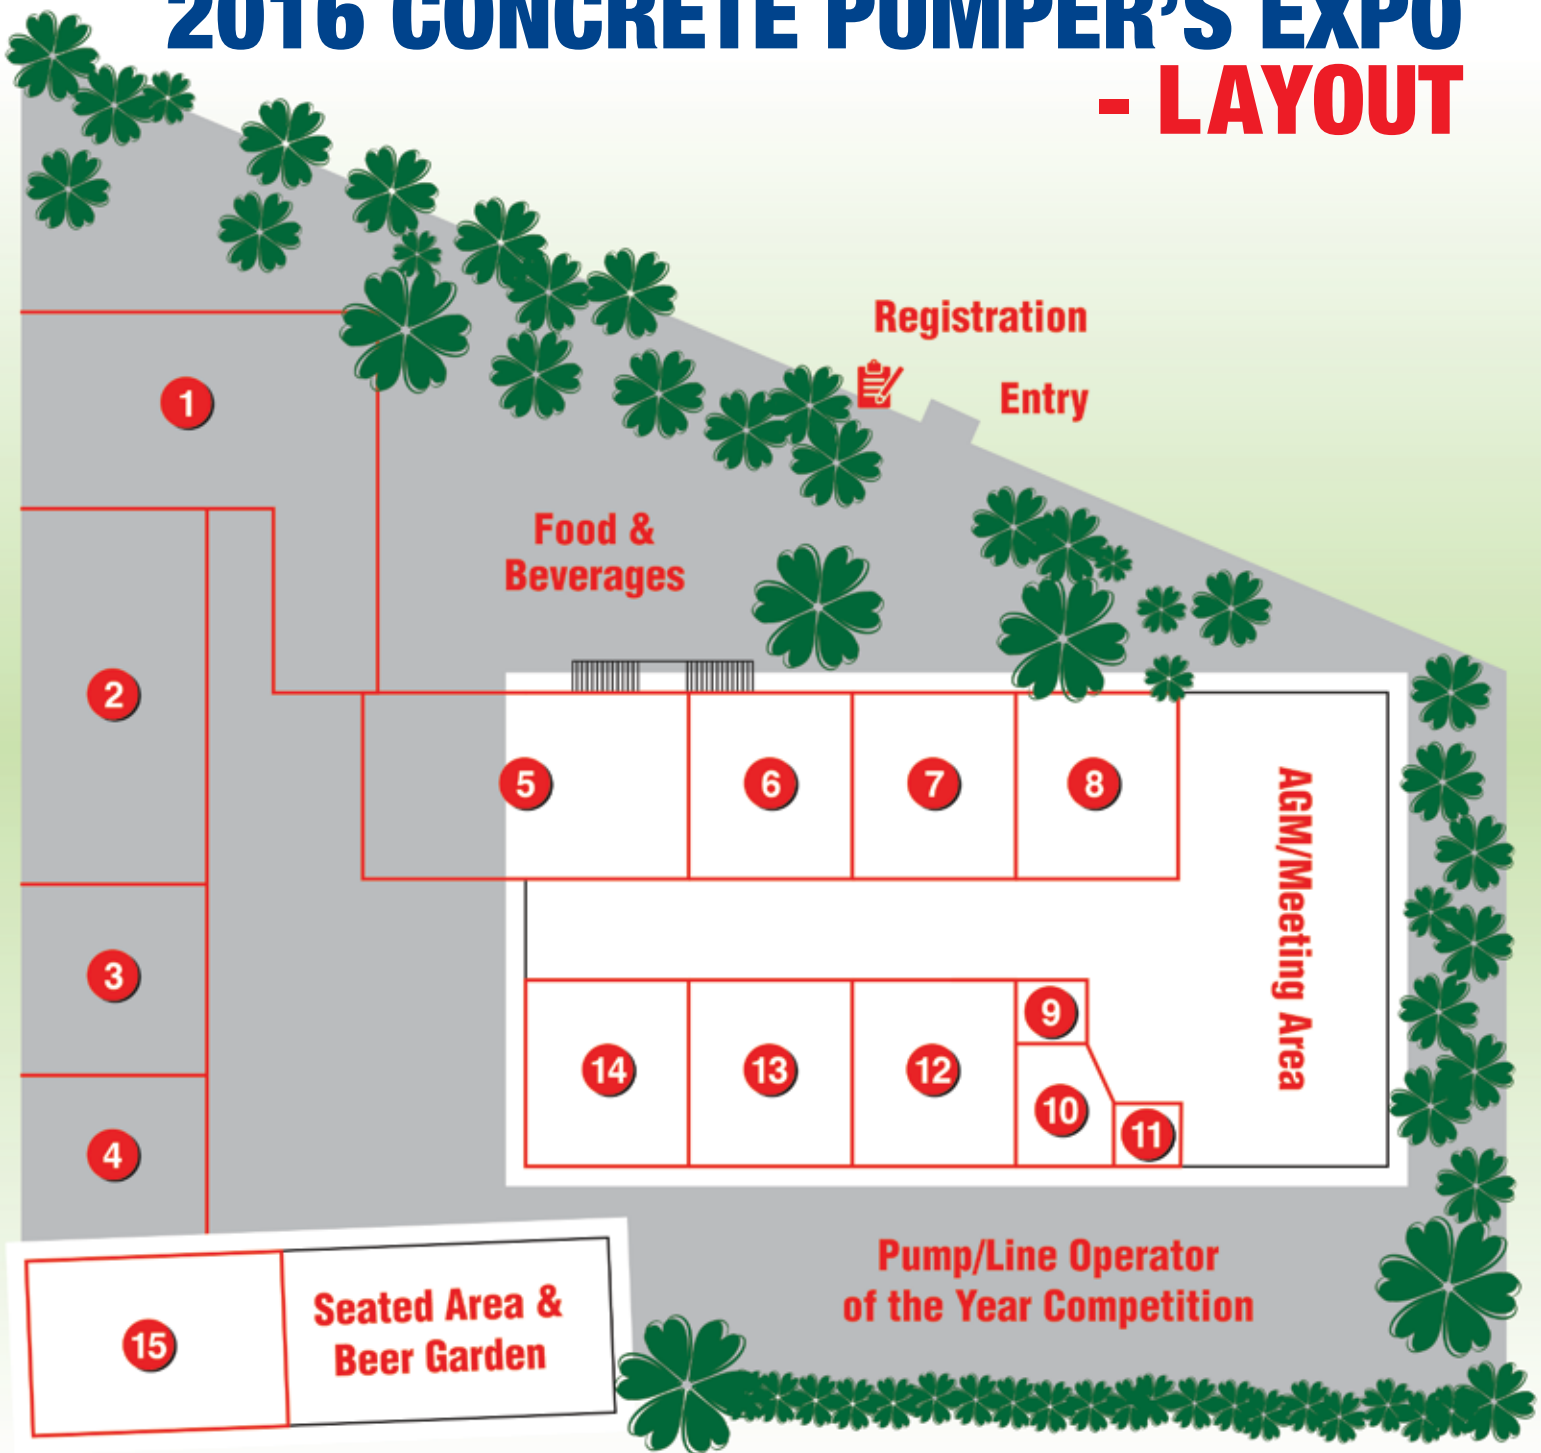 2016 CONCRETE PUMPER'S EXPO
- LAYOUT
Registration
Entry
1
Food &
Beverages
2
5
6
7
8
AGM/Meeting Area
3
9
14
13
12
10
11
4
Pump/Line Operator
of the Year Competition
15
Seated Area &
Beer Garden